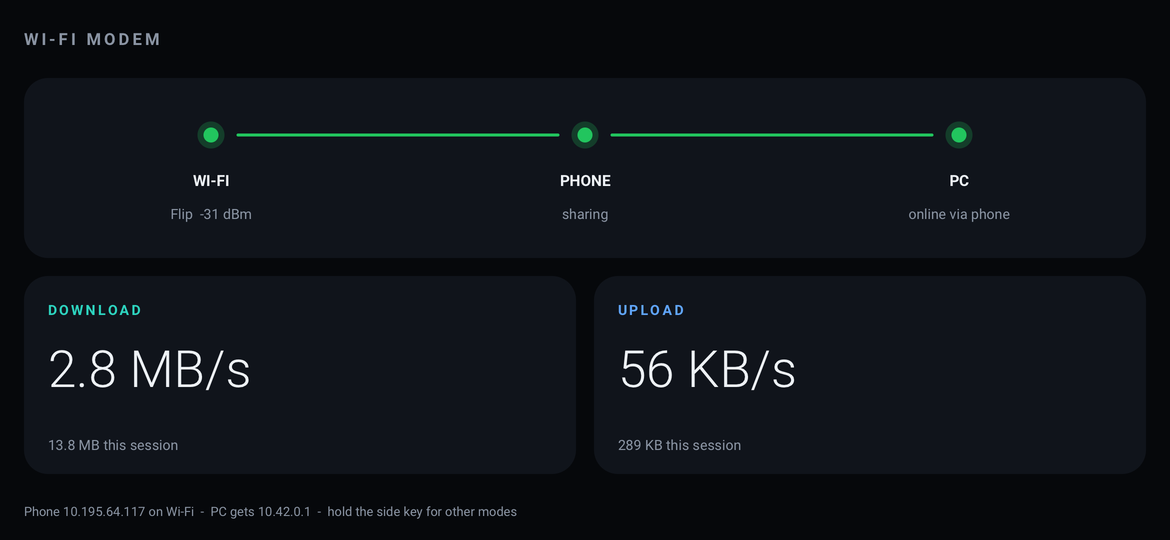 WI-FI MODEM
WI-FI
PHONE
PC
Flip -31 dBm
sharing
online via phone
DOWNLOAD
2.8 MB/s
13.8 MB this session
UPLOAD
56 KB/s
289 KB this session
Phone 10.195.64.117 on Wi-Fi - PC gets 10.42.0.1 - hold the side key for other modes